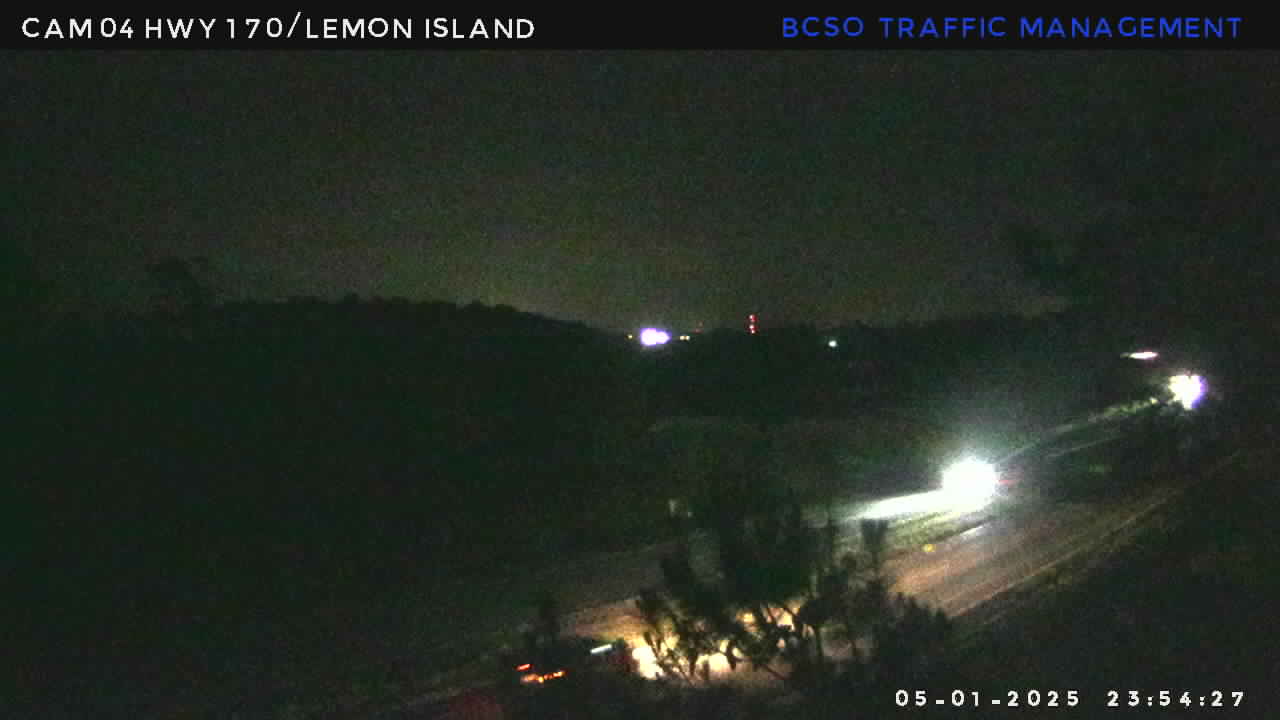 CAM04 HWY 170/LEMON ISLAND
BCSO TRAFFIC MANAGEMENT
05-01-2025 23:54:27